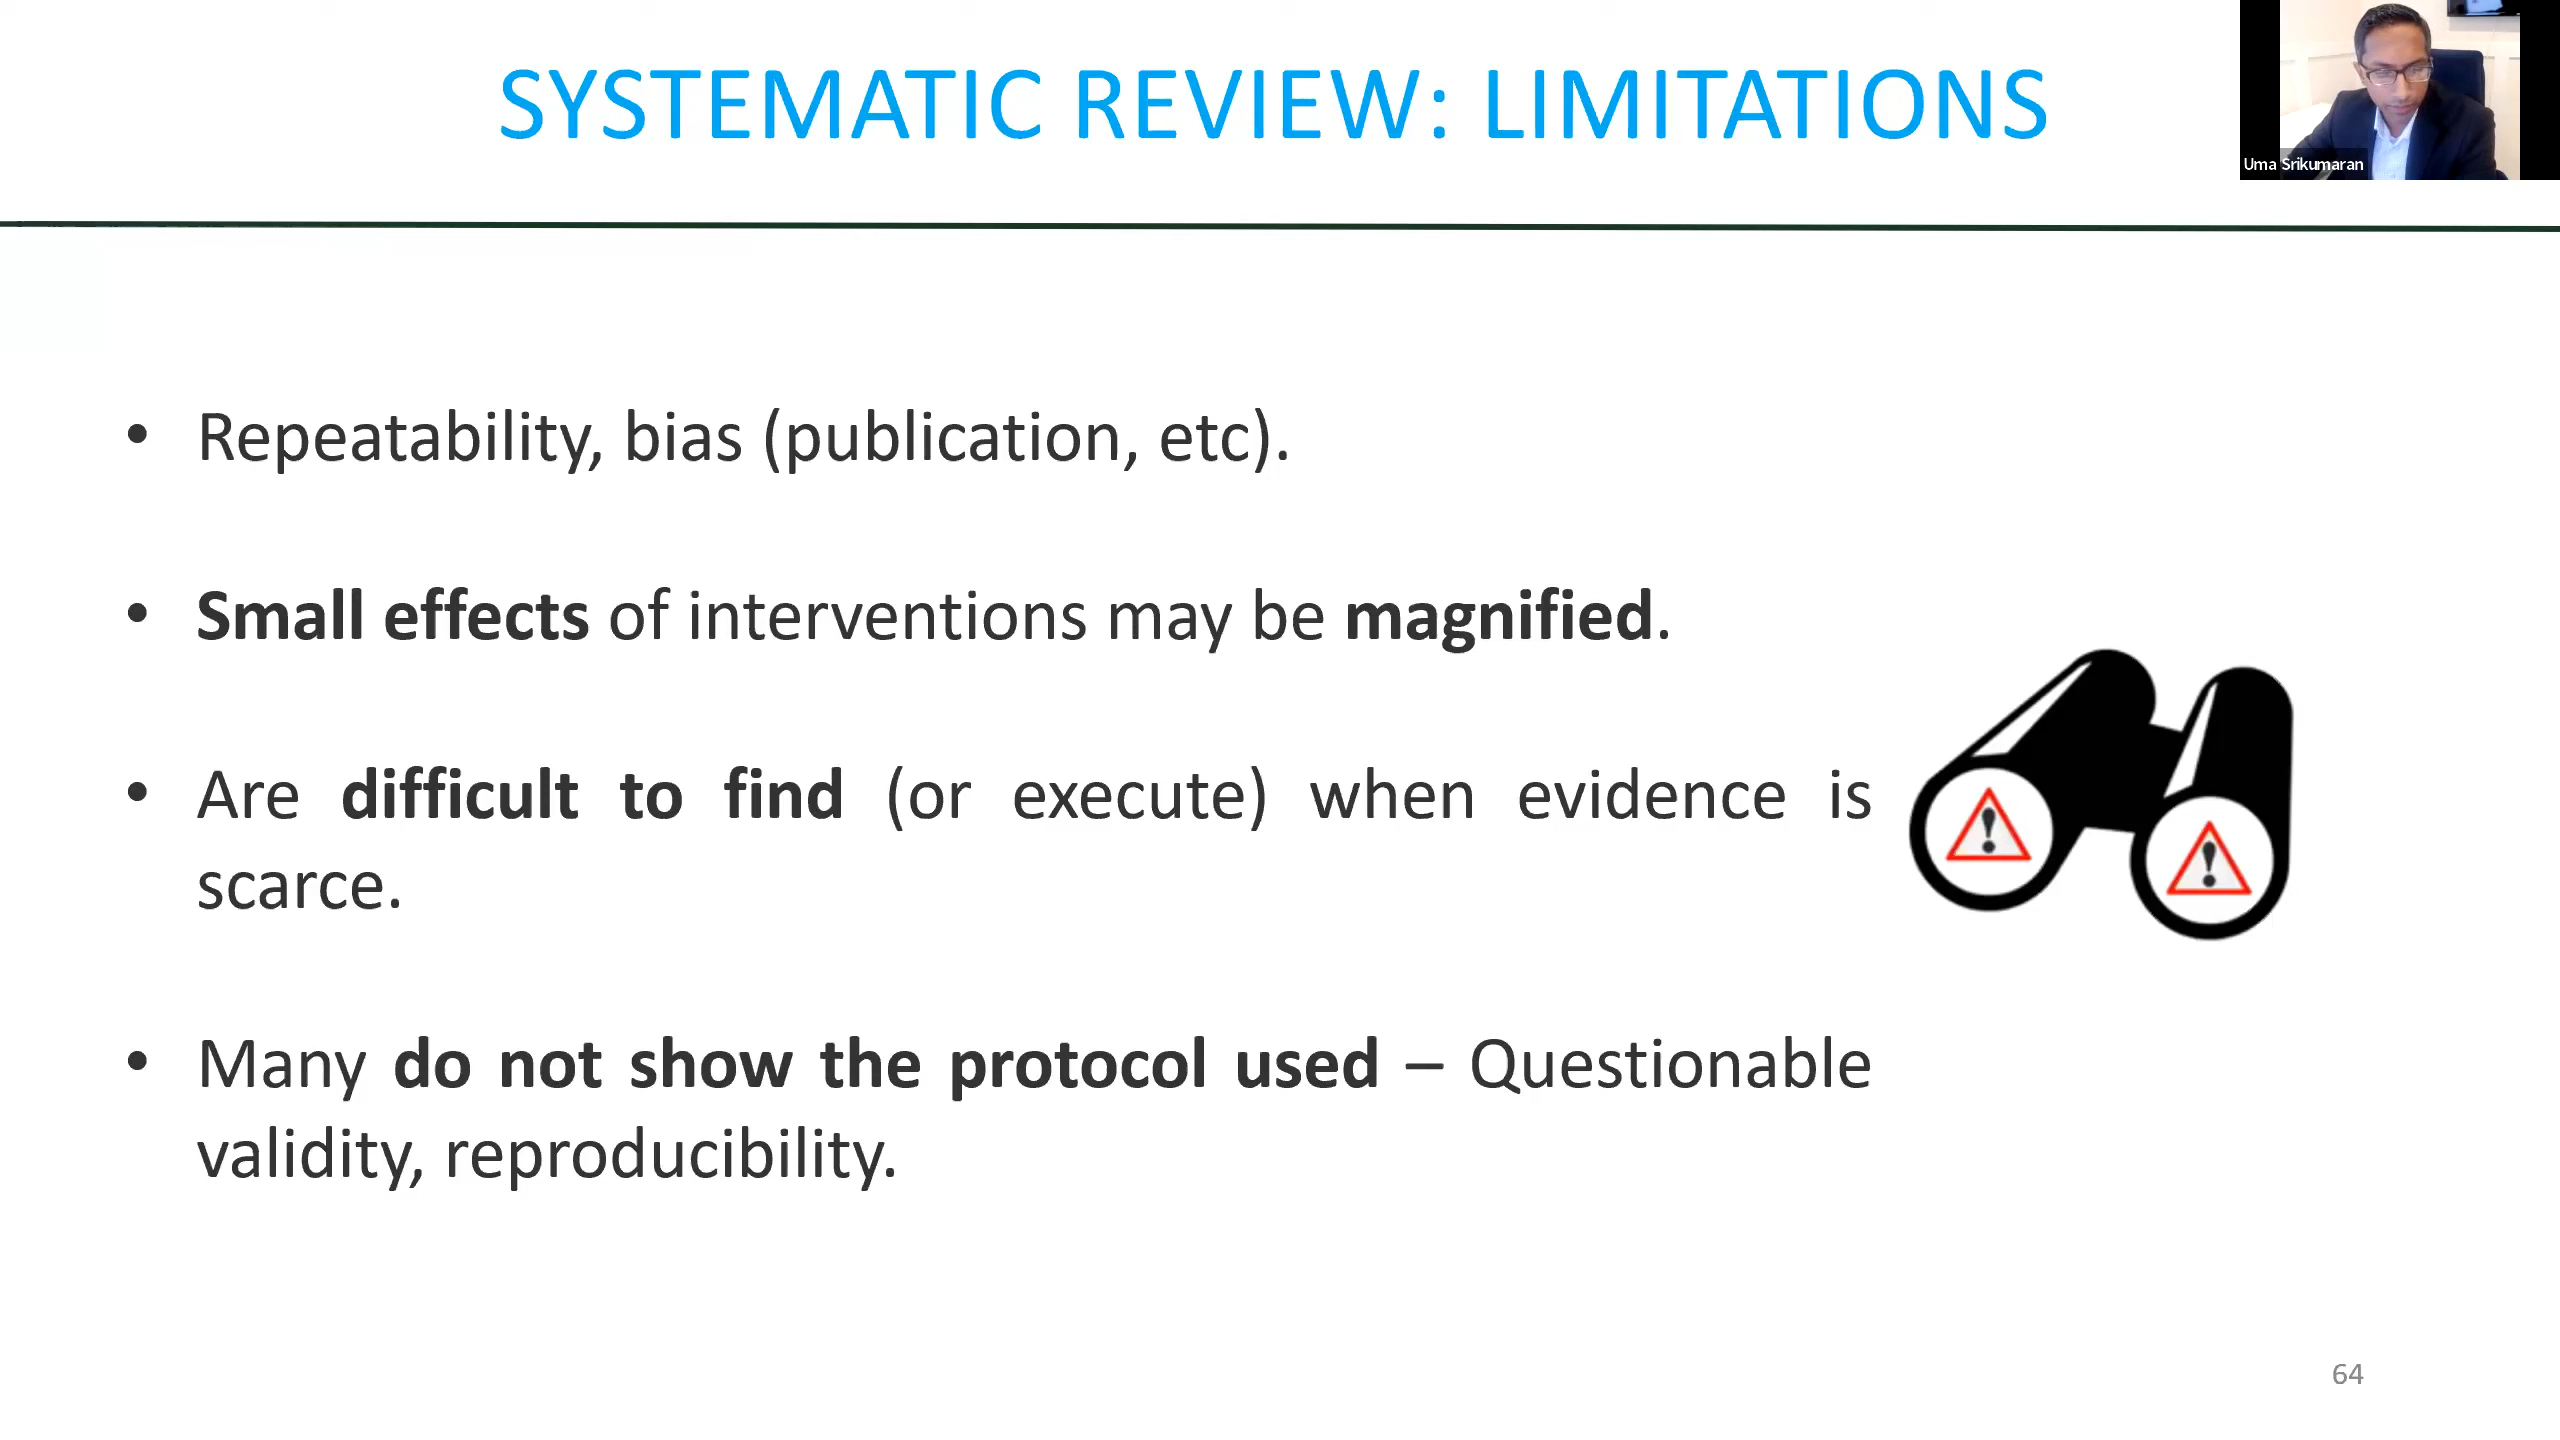 SYSTEMATIC REVIEW: LIMITATIONS
Uma Srikumaran
• Repeatability, bias (publication, etc).
• Small effects of interventions may be magnified.
• Are difficult to find (or execute) when evidence is
scarce.
• Many do not show the protocol used – Questionable
validity, reproducibility.
64